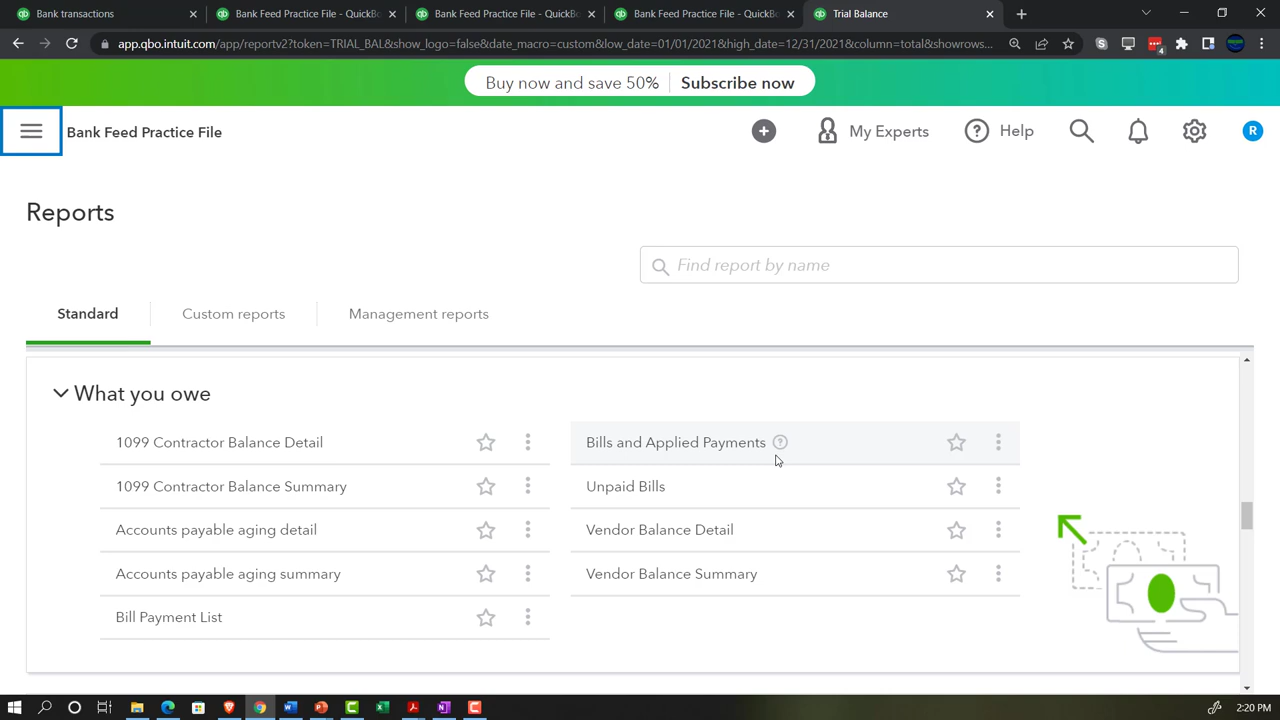 Bank transactions
Bank Feed Practice File - QuickBo
Bank Feed Practice File - QuickBo
Bank Feed Practice File - QuickBo
Trial Balance
app.qbo.intuit.com/app/reportv2?token=TRIAL_BAL&show_logo=false&date_macro=custom&low_date=01/01/2021&high_date=12/31/2021&column=total&showrows...
4
Buy now and save 50% Subscribe now
Bank Feed Practice File
My Experts
Help
R
Reports
Find report by name
Standard
Custom reports
Management reports
What you owe
1099 Contractor Balance Detail
Bills and Applied Payments
1099 Contractor Balance Summary
Unpaid Bills
Accounts payable aging detail
Vendor Balance Detail
Accounts payable aging summary
Vendor Balance Summary
Bill Payment List
2:20 PM